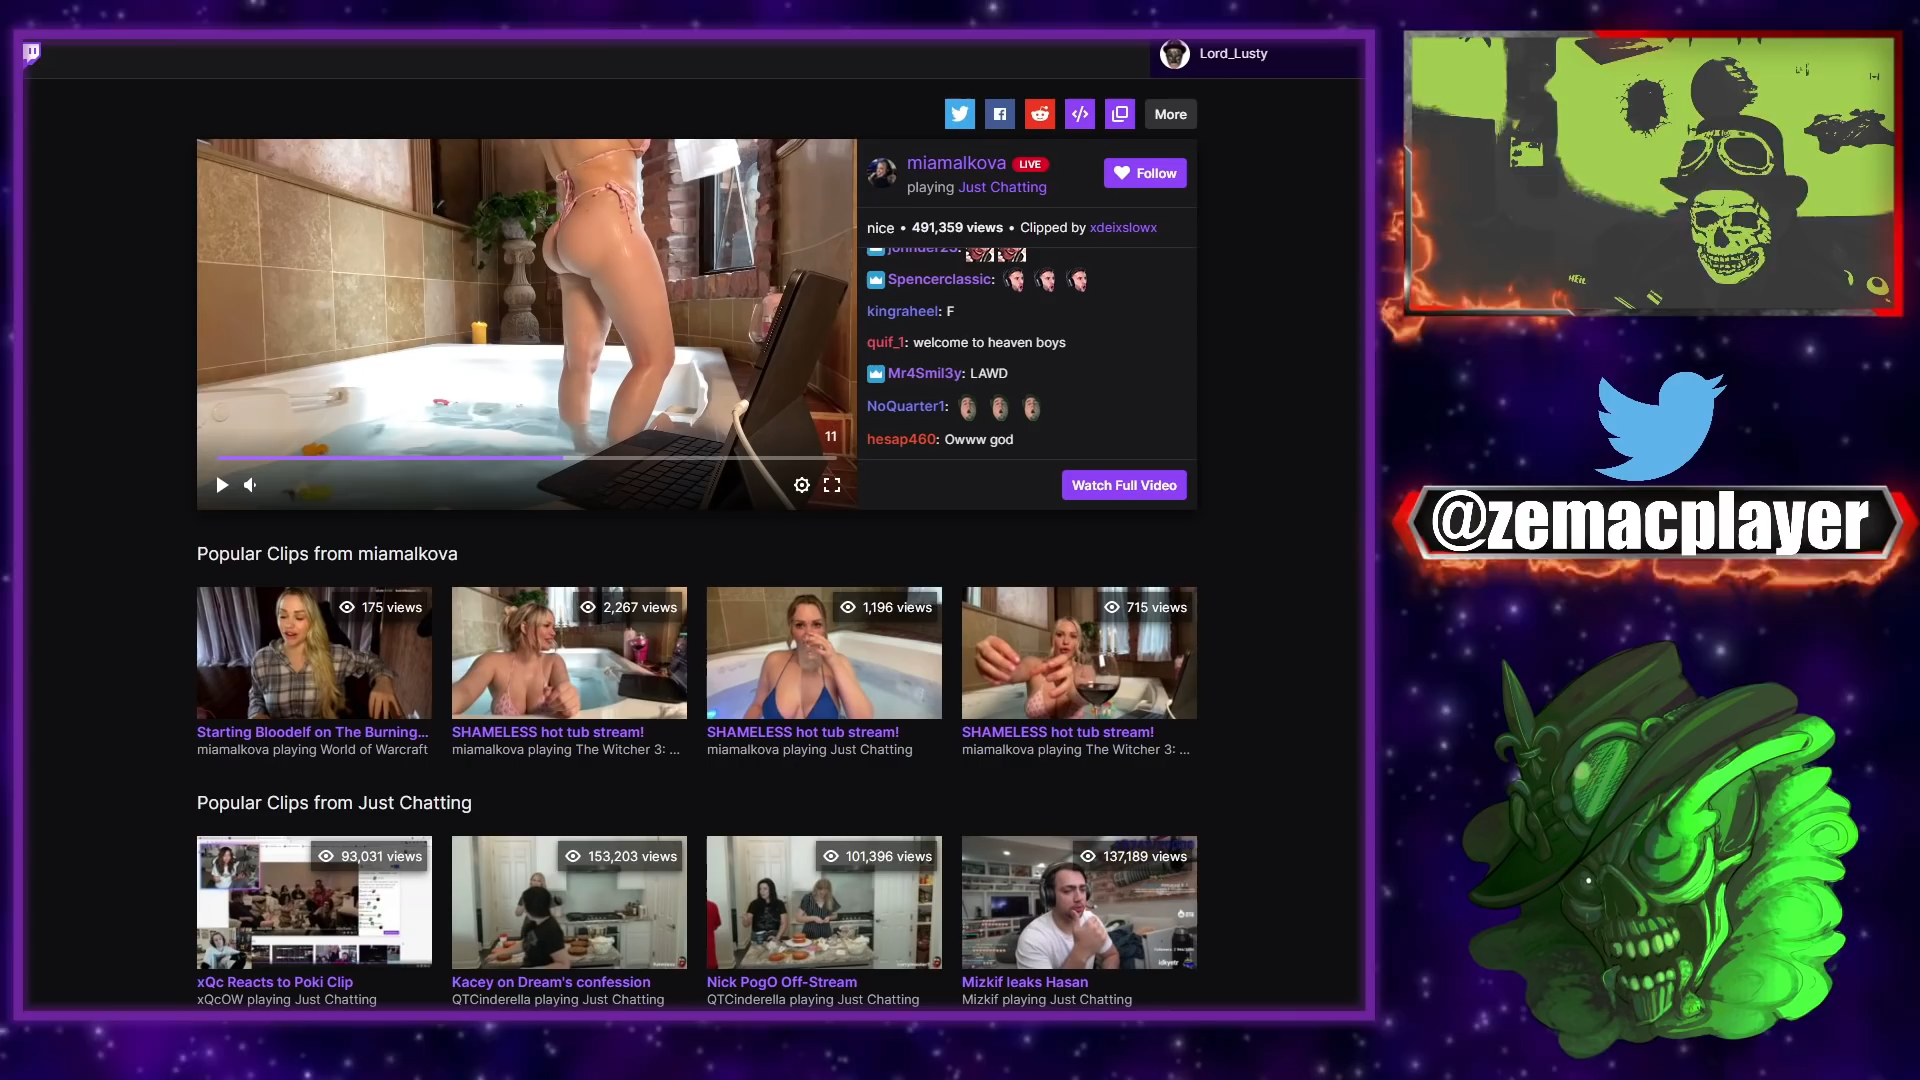 Lord_Lusty
More
miamalkova LIVE
playing Just Chatting
Follow
nice • 491,359 views • Clipped by xdeixslowx
Spencerclassic:
kingraheel: F
quif_1: welcome to heaven boys
Mr4Smil3y: LAWD
NoQuarter1:
hesap460: Owww god
11
Watch Full Video
@zemacplayer
Popular Clips from miamalkova
175 views
2,267 views
1,196 views
715 views
Starting Bloodelf on The Burning...
miamalkova playing World of Warcraft
SHAMELESS hot tub stream!
miamalkova playing The Witcher 3: ...
SHAMELESS hot tub stream!
miamalkova playing Just Chatting
SHAMELESS hot tub stream!
miamalkova playing The Witcher 3: ...
Popular Clips from Just Chatting
93,031 views
153,203 views
101,396 views
137,189 views
xQc Reacts to Poki Clip
xQcOW playing Just Chatting
Kacey on Dream's confession
QTCinderella playing Just Chatting
Nick PogO Off-Stream
QTCinderella playing Just Chatting
Mizkif leaks Hasan
Mizkif playing Just Chatting